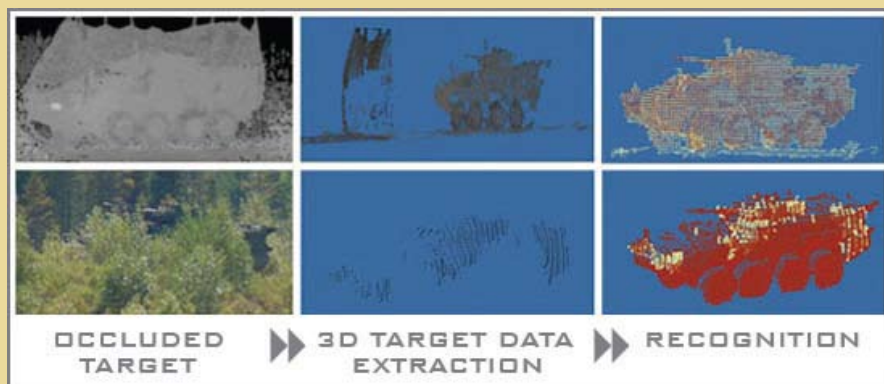 OCCLUDED
TARGET
3D TARGET DATA
EXTRACTION
RECOGNITION